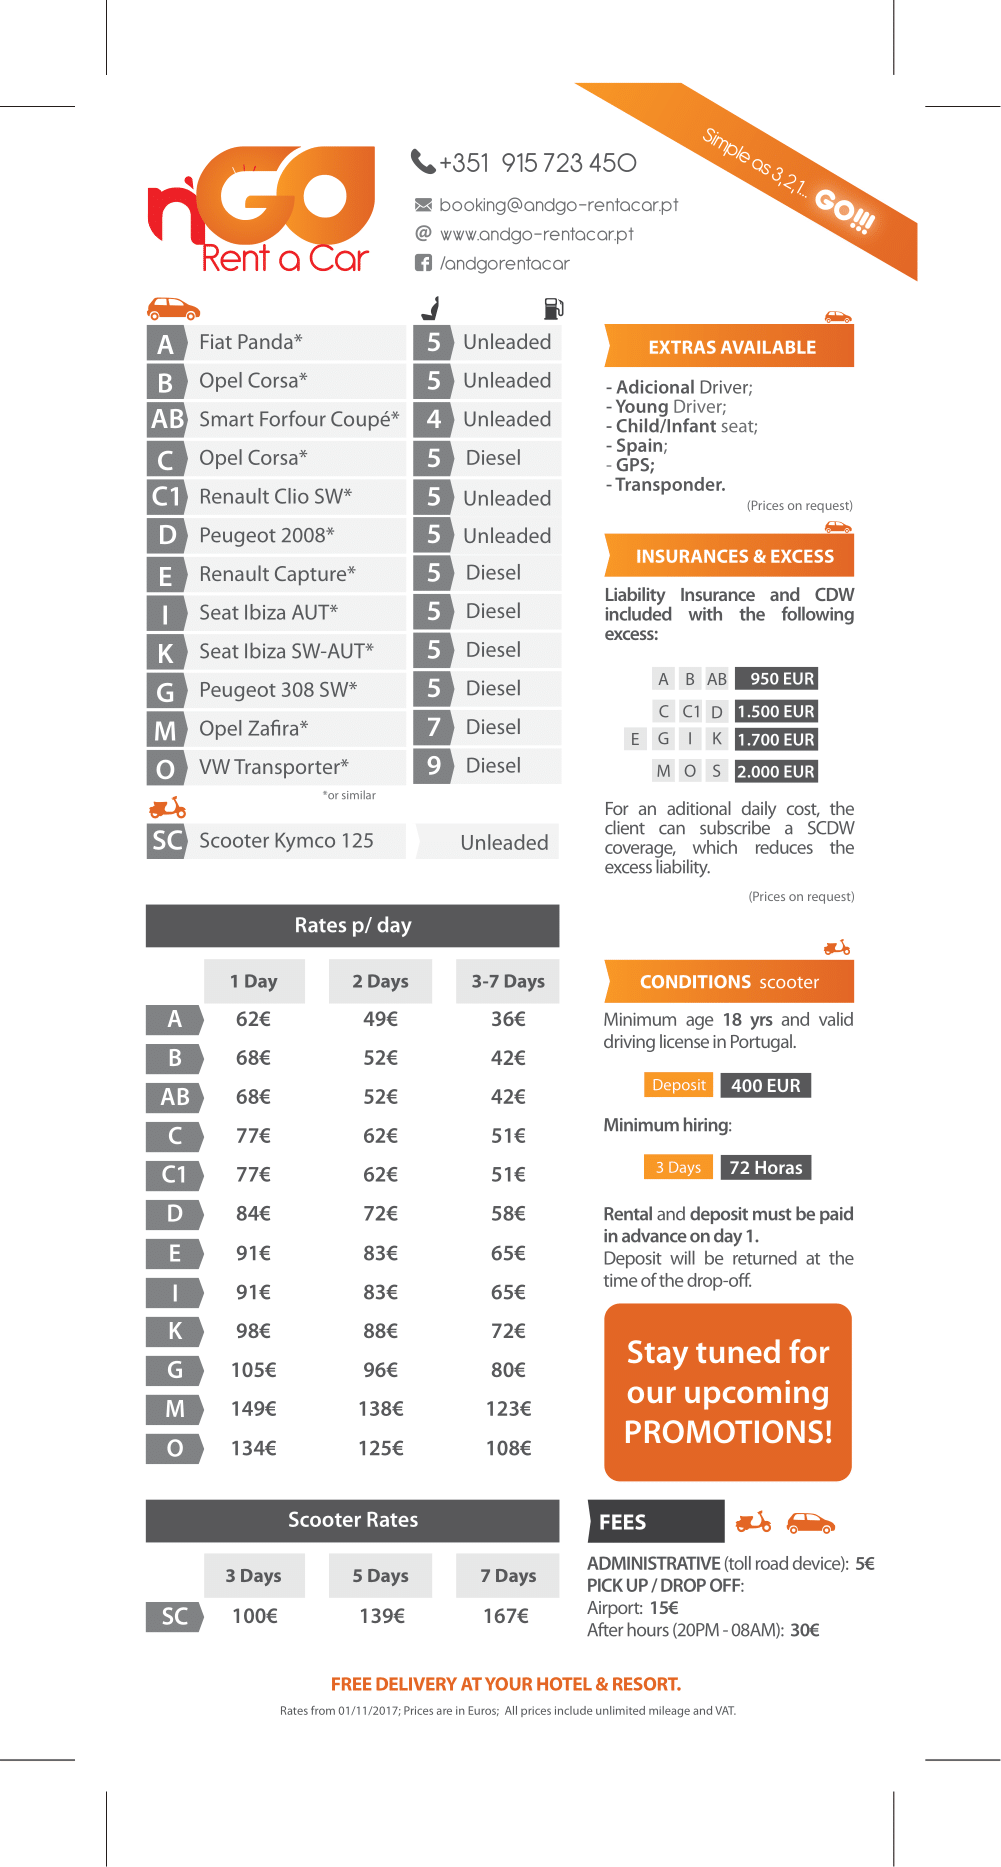 n'GO
Rent a Car
+351 915 723 450
booking@andgo-rentacar.pt
www.andgo-rentacar.pt
/andgorentacar
Simple as 3,2,1... GO!!!
A Fiat Panda* 5 Unleaded
B Opel Corsa* 5 Unleaded
AB Smart Forfour Coupé* 4 Unleaded
C Opel Corsa* 5 Diesel
C1 Renault Clio SW* 5 Unleaded
D Peugeot 2008* 5 Unleaded
E Renault Capture* 5 Diesel
I Seat Ibiza AUT* 5 Diesel
K Seat Ibiza SW-AUT* 5 Diesel
G Peugeot 308 SW* 5 Diesel
M Opel Zafira* 7 Diesel
O VW Transporter* 9 Diesel
*or similar
SC Scooter Kymco 125 Unleaded
Rates p/ day
1 Day 2 Days 3-7 Days
A 62€ 49€ 36€
B 68€ 52€ 42€
AB 68€ 52€ 42€
C 77€ 62€ 51€
C1 77€ 62€ 51€
D 84€ 72€ 58€
E 91€ 83€ 65€
I 91€ 83€ 65€
K 98€ 88€ 72€
G 105€ 96€ 80€
M 149€ 138€ 123€
O 134€ 125€ 108€
Scooter Rates
3 Days 5 Days 7 Days
SC 100€ 139€ 167€
EXTRAS AVAILABLE
- Adicional Driver;
- Young Driver;
- Child/Infant seat;
- Spain;
- GPS;
- Transponder.
(Prices on request)
INSURANCES & EXCESS
Liability Insurance and CDW
included with the following
excess:
A B AB 950 EUR
C C1 D 1.500 EUR
E G I K 1.700 EUR
M O S 2.000 EUR
For an aditional daily cost, the
client can subscribe a SCDW
coverage, which reduces the
excess liability.
(Prices on request)
CONDITIONS scooter
Minimum age 18 yrs and valid
driving license in Portugal.
Deposit 400 EUR
Minimum hiring:
3 Days 72 Horas
Rental and deposit must be paid
in advance on day 1.
Deposit will be returned at the
time of the drop-off.
Stay tuned for
our upcoming
PROMOTIONS!
FEES
ADMINISTRATIVE (toll road device): 5€
PICK UP / DROP OFF:
Airport: 15€
After hours (20PM - 08AM): 30€
FREE DELIVERY AT YOUR HOTEL & RESORT.
Rates from 01/11/2017; Prices are in Euros; All prices include unlimited mileage and VAT.